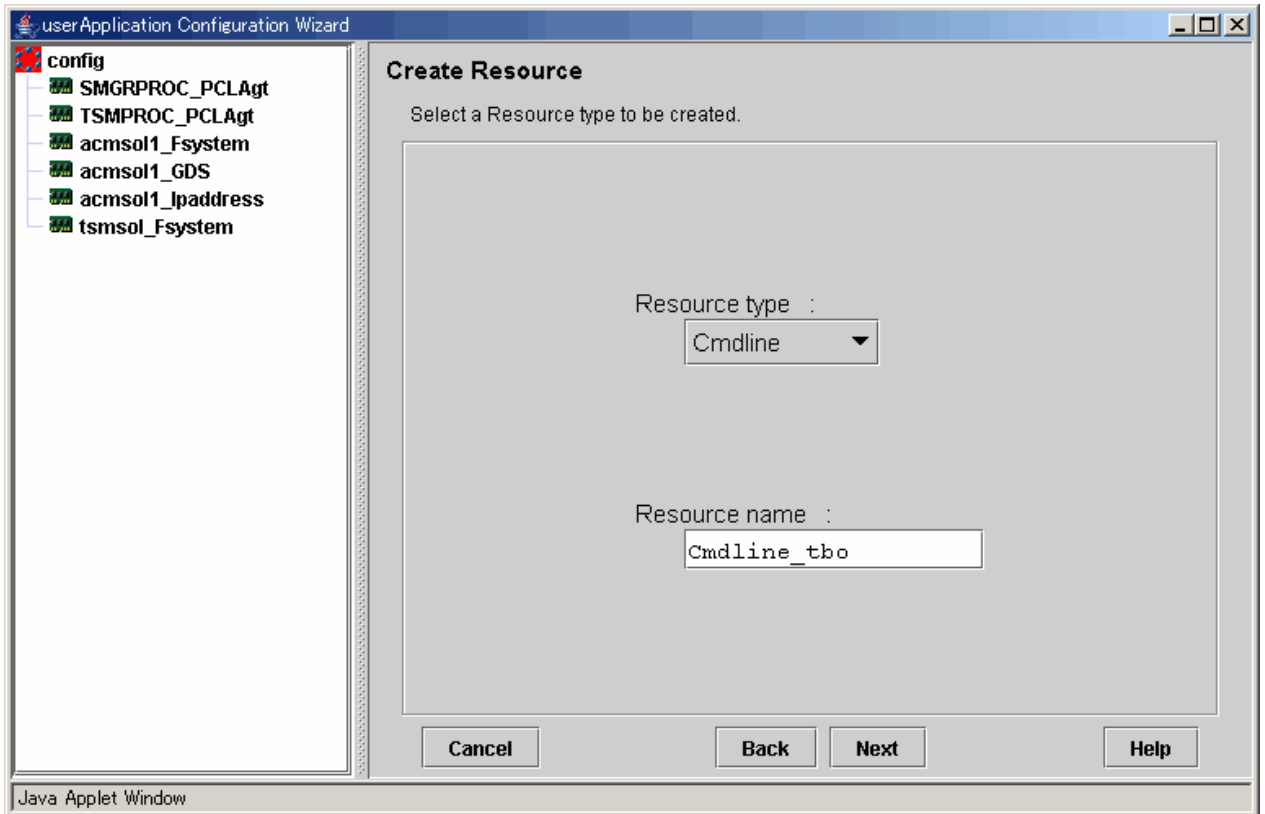 userApplication Configuration Wizard
config
SMGRPROC_PCLAgt
TSMPROC_PCLAgt
acmsol1_Fsystem
acmsol1_GDS
acmsol1_Ipaddress
tsmsol_Fsystem
Create Resource
Select a Resource type to be created.
Resource type :
Cmdline
Resource name :
Cmdline_tbo
Cancel
Back
Next
Help
Java Applet Window